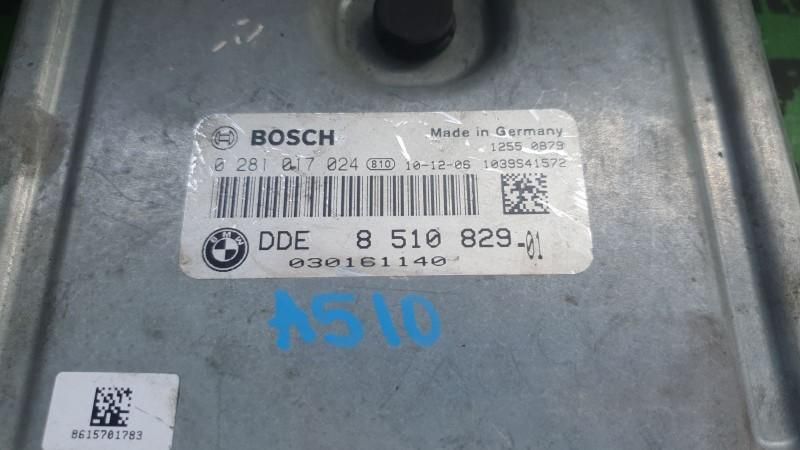 BOSCH
Made in Germany
1255 0879
0 281 017 024 810 10-12-06 1039S41572
BMW
DDE 8 510 829-01
030161140
A510
8615701783